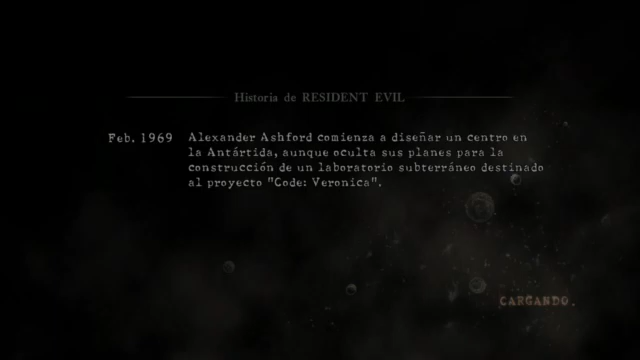 Historia de RESIDENT EVIL
Feb. 1969 Alexander Ashford comienza a diseñar un centro en
la Antártida, aunque oculta sus planes para la
construcción de un laboratorio subterráneo destinado
al proyecto "Code: Veronica".
CARGANDO.